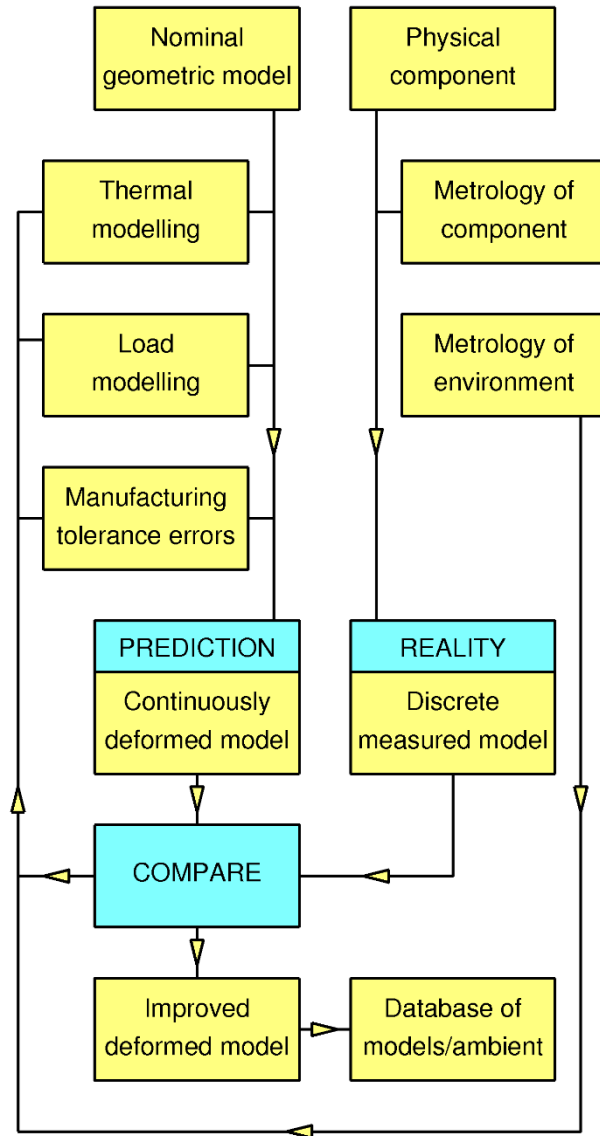 Nominal
geometric model
Physical
component
Thermal
modelling
Metrology of
component
Load
modelling
Metrology of
environment
Manufacturing
tolerance errors
PREDICTION
Continuously
deformed model
REALITY
Discrete
measured model
COMPARE
Improved
deformed model
Database of
models/ambient